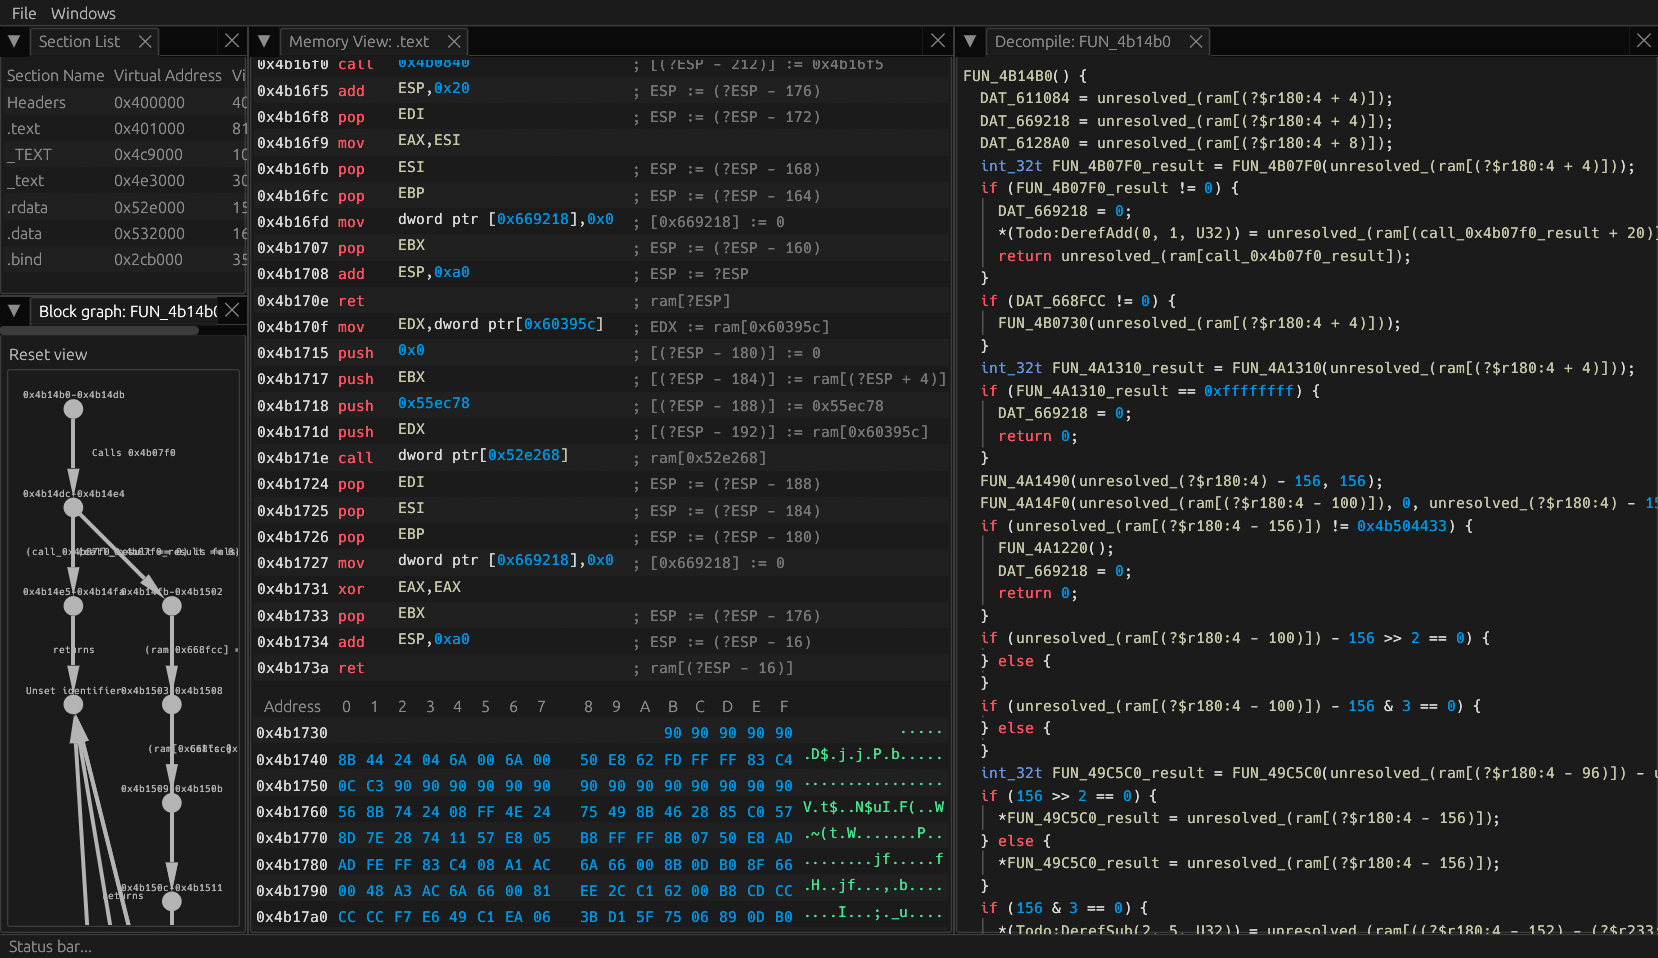 File Windows
Section List
Section Name Virtual Address Vi
Headers 0x400000 40
.text 0x401000 81
_TEXT 0x4c9000 10
_text 0x4e3000 30
.rdata 0x52e000 15
.data 0x532000 16
.bind 0x2cb000 35
Block graph: FUN_4b14b0
Reset view
0x4b14b0-0x4b14db
Calls 0x4b07f0
0x4b14dc-0x4b14e4
0x4b14e5-0x4b14fa
0x4b14fb-0x4b1502
returns
(ram[0x668fcc] =
Unset identifier
0x4b1503-0x4b1508
0x4b1509-0x4b150b
0x4b150c-0x4b1511
returns
Memory View: .text
0x4b16f0 call 0x4b0840 ; [(?ESP - 212)] := 0x4b16f5
0x4b16f5 add ESP,0x20 ; ESP := (?ESP - 176)
0x4b16f8 pop EDI ; ESP := (?ESP - 172)
0x4b16f9 mov EAX,ESI
0x4b16fb pop ESI ; ESP := (?ESP - 168)
0x4b16fc pop EBP ; ESP := (?ESP - 164)
0x4b16fd mov dword ptr [0x669218],0x0 ; [0x669218] := 0
0x4b1707 pop EBX ; ESP := (?ESP - 160)
0x4b1708 add ESP,0xa0 ; ESP := ?ESP
0x4b170e ret ; ram[?ESP]
0x4b170f mov EDX,dword ptr[0x60395c] ; EDX := ram[0x60395c]
0x4b1715 push 0x0 ; [(?ESP - 180)] := 0
0x4b1717 push EBX ; [(?ESP - 184)] := ram[(?ESP + 4)]
0x4b1718 push 0x55ec78 ; [(?ESP - 188)] := 0x55ec78
0x4b171d push EDX ; [(?ESP - 192)] := ram[0x60395c]
0x4b171e call dword ptr[0x52e268] ; ram[0x52e268]
0x4b1724 pop EDI ; ESP := (?ESP - 188)
0x4b1725 pop ESI ; ESP := (?ESP - 184)
0x4b1726 pop EBP ; ESP := (?ESP - 180)
0x4b1727 mov dword ptr [0x669218],0x0 ; [0x669218] := 0
0x4b1731 xor EAX,EAX
0x4b1733 pop EBX ; ESP := (?ESP - 176)
0x4b1734 add ESP,0xa0 ; ESP := (?ESP - 16)
0x4b173a ret ; ram[(?ESP - 16)]
Address 0 1 2 3 4 5 6 7 8 9 A B C D E F
0x4b1730 90 90 90 90 90 .....
0x4b1740 8B 44 24 04 6A 00 6A 00 50 E8 62 FD FF FF 83 C4 .D$.j.j.P.b.....
0x4b1750 0C C3 90 90 90 90 90 90 90 90 90 90 90 90 90 90 ................
0x4b1760 56 8B 74 24 08 FF 4E 24 75 49 8B 46 28 85 C0 57 V.t$..N$uI.F(..W
0x4b1770 8D 7E 28 74 11 57 E8 05 B8 FF FF 8B 07 50 E8 AD .~(t.W.......P..
0x4b1780 AD FE FF 83 C4 08 A1 AC 6A 66 00 8B 0D B0 8F 66 ........jf.....f
0x4b1790 00 48 A3 AC 6A 66 00 81 EE 2C C1 62 00 B8 CD CC .H..jf...,.b....
0x4b17a0 CC CC F7 E6 49 C1 EA 06 3B D1 5F 75 06 89 0D B0 ....I...;._u....
Decompile: FUN_4b14b0
FUN_4B14B0() {
DAT_611084 = unresolved_(ram[(?$r180:4 + 4)]);
DAT_669218 = unresolved_(ram[(?$r180:4 + 4)]);
DAT_6128A0 = unresolved_(ram[(?$r180:4 + 8)]);
int_32t FUN_4B07F0_result = FUN_4B07F0(unresolved_(ram[(?$r180:4 + 4)]));
if (FUN_4B07F0_result != 0) {
DAT_669218 = 0;
*(Todo:DerefAdd(0, 1, U32)) = unresolved_(ram[(call_0x4b07f0_result + 20)]
return unresolved_(ram[call_0x4b07f0_result]);
}
if (DAT_668FCC != 0) {
FUN_4B0730(unresolved_(ram[(?$r180:4 + 4)]));
}
int_32t FUN_4A1310_result = FUN_4A1310(unresolved_(ram[(?$r180:4 + 4)]));
if (FUN_4A1310_result == 0xffffffff) {
DAT_669218 = 0;
return 0;
}
FUN_4A1490(unresolved_(?$r180:4) - 156, 156);
FUN_4A14F0(unresolved_(ram[(?$r180:4 - 100)]), 0, unresolved_(?$r180:4) - 15
if (unresolved_(ram[(?$r180:4 - 156)]) != 0x4b504433) {
FUN_4A1220();
DAT_669218 = 0;
return 0;
}
if (unresolved_(ram[(?$r180:4 - 100)]) - 156 >> 2 == 0) {
} else {
}
if (unresolved_(ram[(?$r180:4 - 100)]) - 156 & 3 == 0) {
} else {
}
int_32t FUN_49C5C0_result = FUN_49C5C0(unresolved_(ram[(?$r180:4 - 96)]) - u
if (156 >> 2 == 0) {
*FUN_49C5C0_result = unresolved_(ram[(?$r180:4 - 156)]);
} else {
*FUN_49C5C0_result = unresolved_(ram[(?$r180:4 - 156)]);
}
if (156 & 3 == 0) {
*(Todo:DerefSub(2, 5, U32)) = unresolved_(ram[((?$r180:4 - 152) - (?$r233:
Status bar...